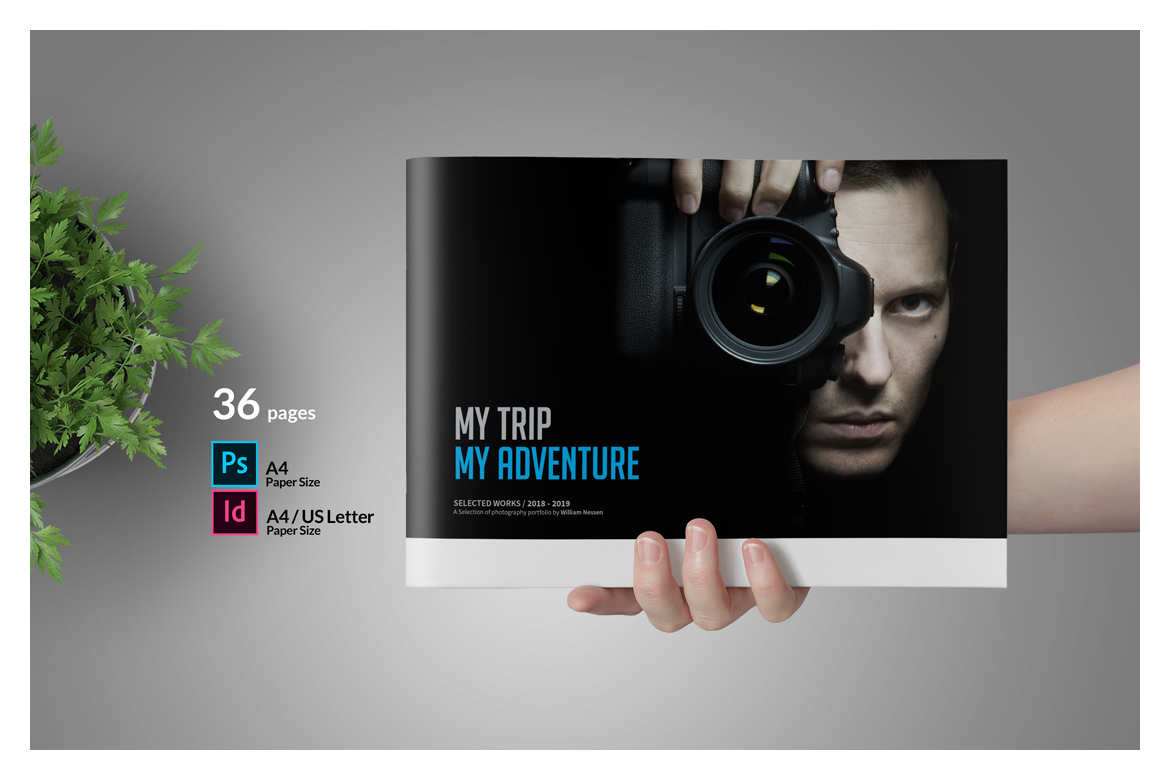 36 pages
Ps
A4
Paper Size
Id
A4 / US Letter
Paper Size
MY TRIP
MY ADVENTURE
SELECTED WORKS / 2018 - 2019
A Selection of photography portfolio by William Nessen